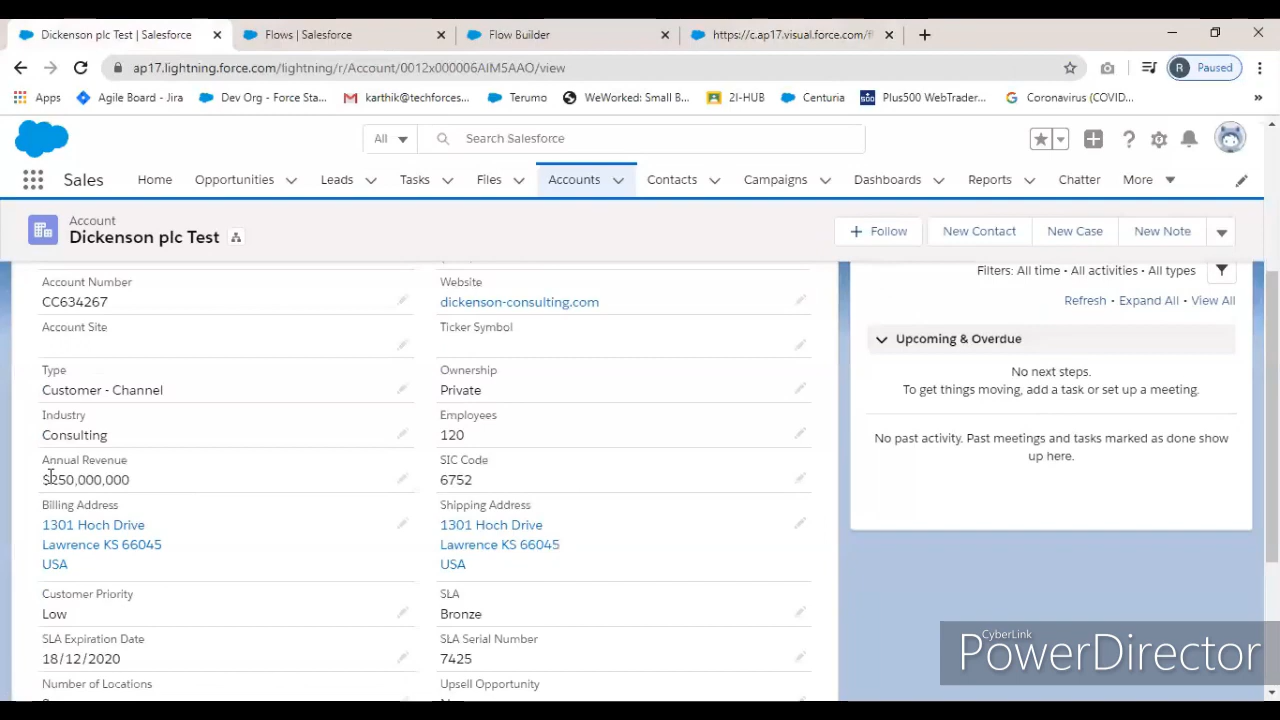 Dickenson plc Test | Salesforce
Flows | Salesforce
Flow Builder
https://c.ap17.visual.force.com/f
ap17.lightning.force.com/lightning/r/Account/0012x000006AIM5AAO/view
R Paused
Apps
Agile Board - Jira
Dev Org - Force Sta...
karthik@techforces...
Terumo
WeWorked: Small B...
2I-HUB
Centuria
Plus500 WebTrader...
Coronavirus (COVID...
All
Search Salesforce
Sales
Home
Opportunities
Leads
Tasks
Files
Accounts
Contacts
Campaigns
Dashboards
Reports
Chatter
More
Account
Dickenson plc Test
Follow
New Contact
New Case
New Note
Account Number
CC634267
Website
dickenson-consulting.com
Account Site
Ticker Symbol
Type
Customer - Channel
Ownership
Private
Industry
Consulting
Employees
120
Annual Revenue
$250,000,000
SIC Code
6752
Billing Address
1301 Hoch Drive
Lawrence KS 66045
USA
Shipping Address
1301 Hoch Drive
Lawrence KS 66045
USA
Customer Priority
Low
SLA
Bronze
SLA Expiration Date
18/12/2020
SLA Serial Number
7425
Number of Locations
Upsell Opportunity
Filters: All time • All activities • All types
Refresh • Expand All • View All
Upcoming & Overdue
No next steps.
To get things moving, add a task or set up a meeting.
No past activity. Past meetings and tasks marked as done show
up here.
CyberLink
PowerDirector